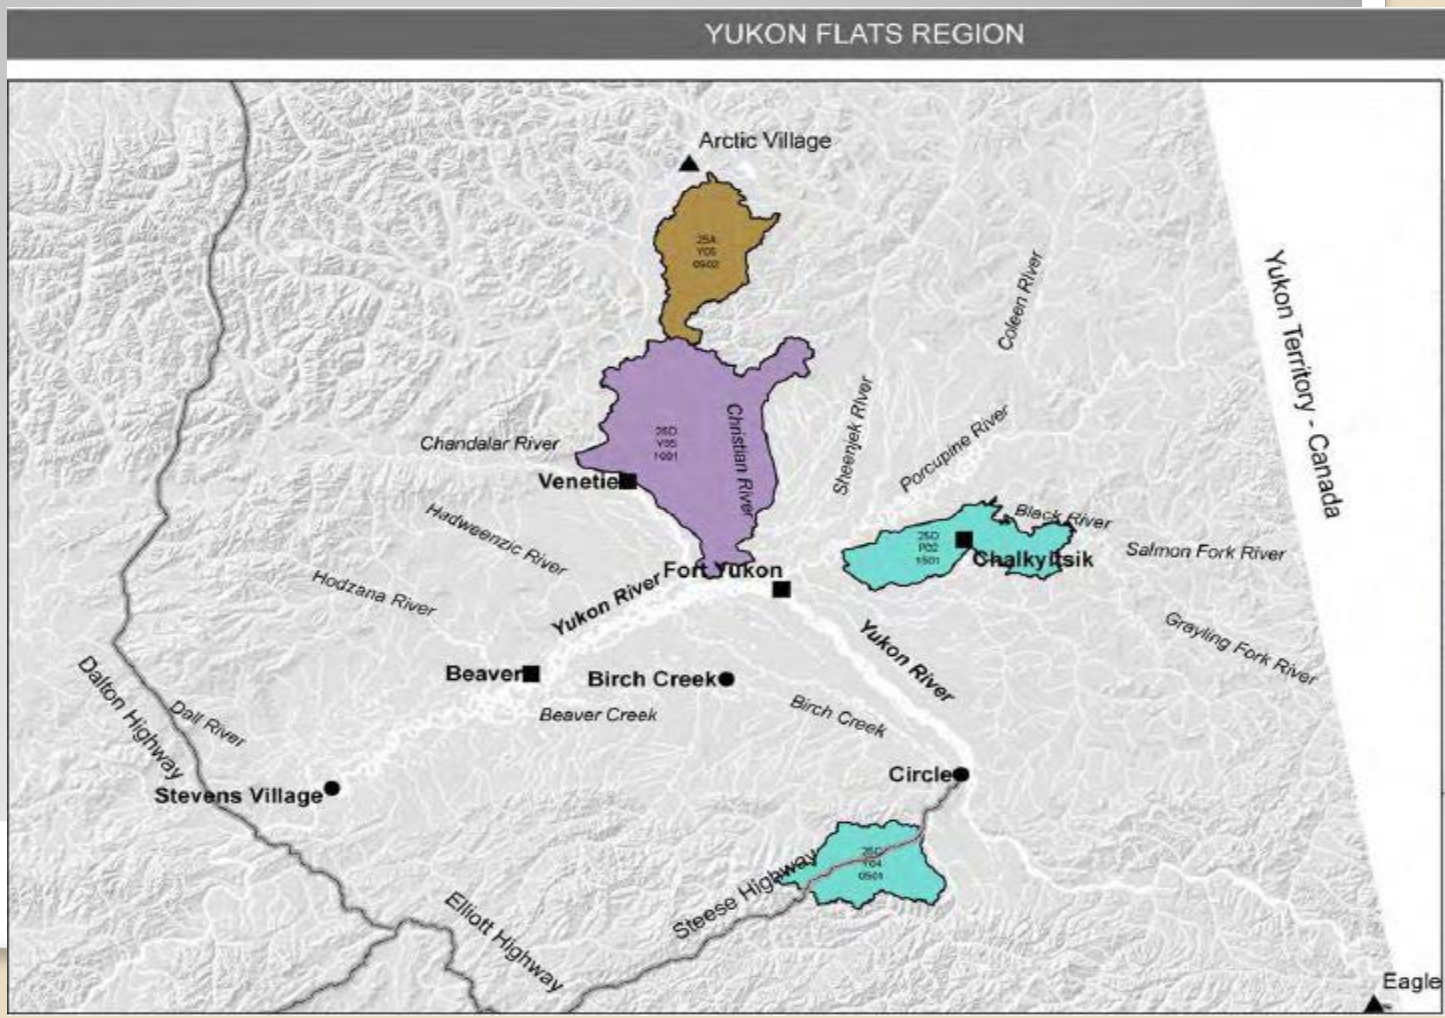 YUKON FLATS REGION
Arctic Village
25A
0902
Coleen River
Yukon Territory - Canada
Christian River
Sheenjek River
Porcupine River
Chandalar River
Venetie
Black River
Salmon Fork River
Chalkyitsik
Hadweenzic River
Hodzana River
Fort Yukon
Yukon River
Yukon River
Grayling Fork River
Beaver
Birch Creek
Beaver Creek
Birch Creek
Dalton Highway
Dall River
Stevens Village
Circle
Steese Highway
Elliott Highway
Eagle